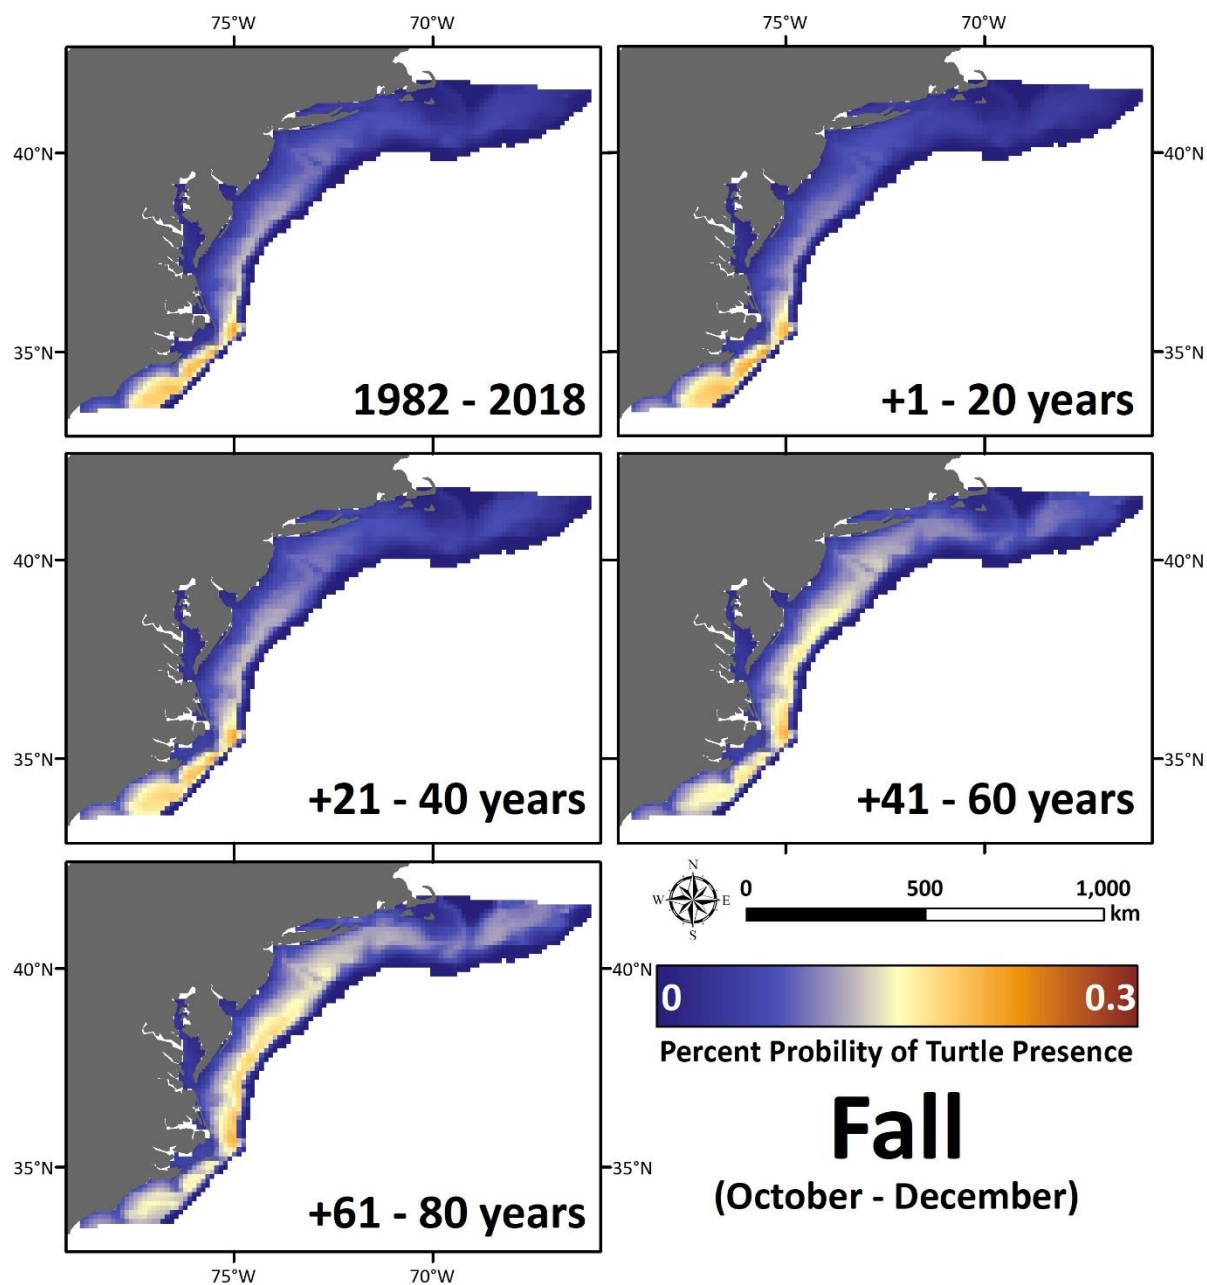 75°W 70°W 75°W 70°W
40°N 40°N
35°N 35°N
1982 - 2018 +1 - 20 years
40°N 40°N
35°N 35°N
+21 - 40 years +41 - 60 years
N
W E
S
0 500 1,000
km
40°N 40°N
0 0.3
Percent Probility of Turtle Presence
Fall
35°N 35°N
(October - December)
+61 - 80 years
75°W 70°W